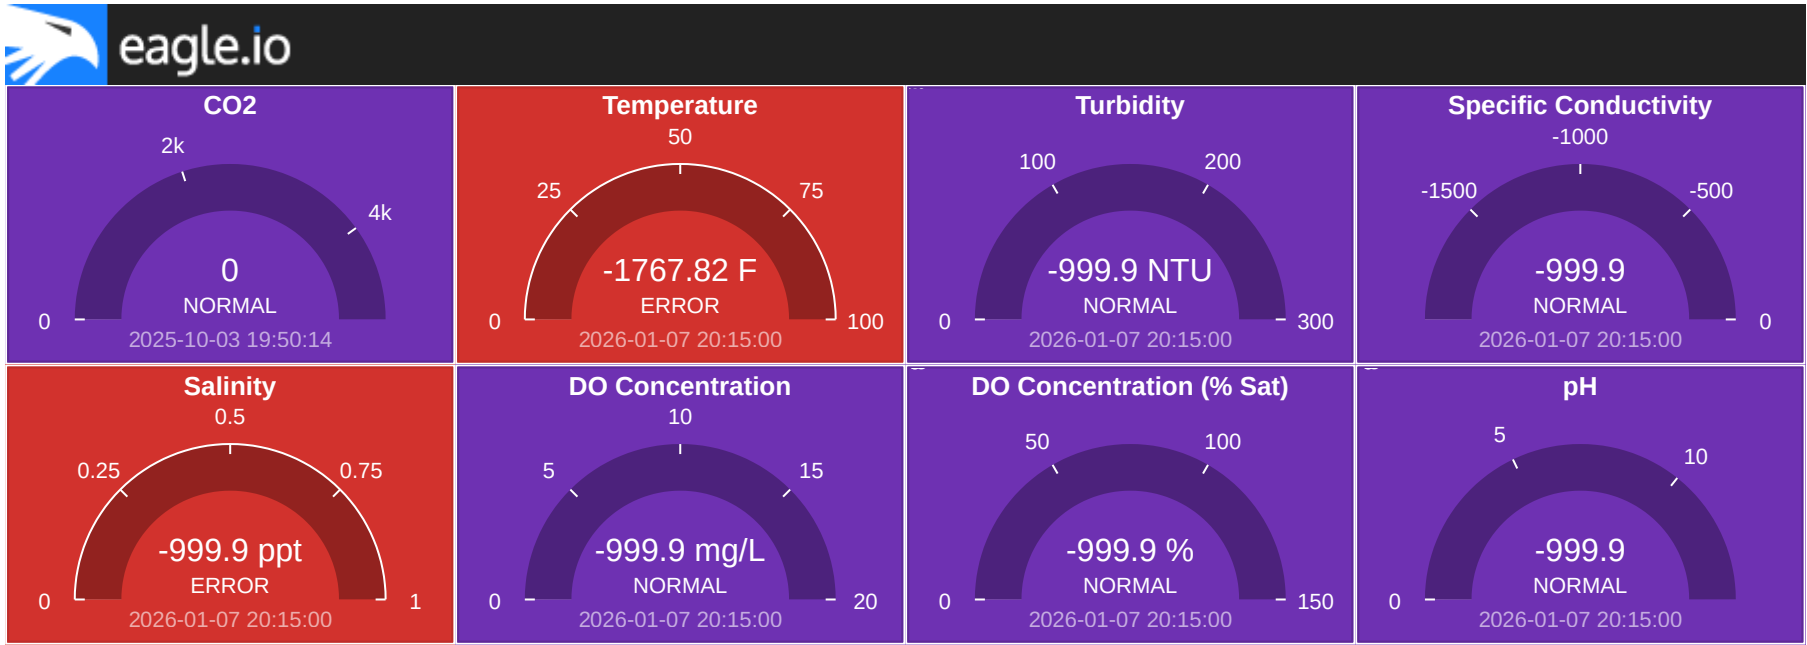 eagle.io
CO2
2k
4k
0
0
NORMAL
2025-10-03 19:50:14
Temperature
50
25
75
-1767.82 F
ERROR
0
100
2026-01-07 20:15:00
Turbidity
100
200
-999.9 NTU
NORMAL
0
300
2026-01-07 20:15:00
Specific Conductivity
-1000
-1500
-500
-999.9
NORMAL
0
2026-01-07 20:15:00
Salinity
0.5
0.25
0.75
-999.9 ppt
ERROR
0
1
2026-01-07 20:15:00
DO Concentration
10
5
15
-999.9 mg/L
NORMAL
0
20
2026-01-07 20:15:00
DO Concentration (% Sat)
50
100
-999.9 %
NORMAL
0
150
2026-01-07 20:15:00
pH
5
10
-999.9
NORMAL
0
2026-01-07 20:15:00